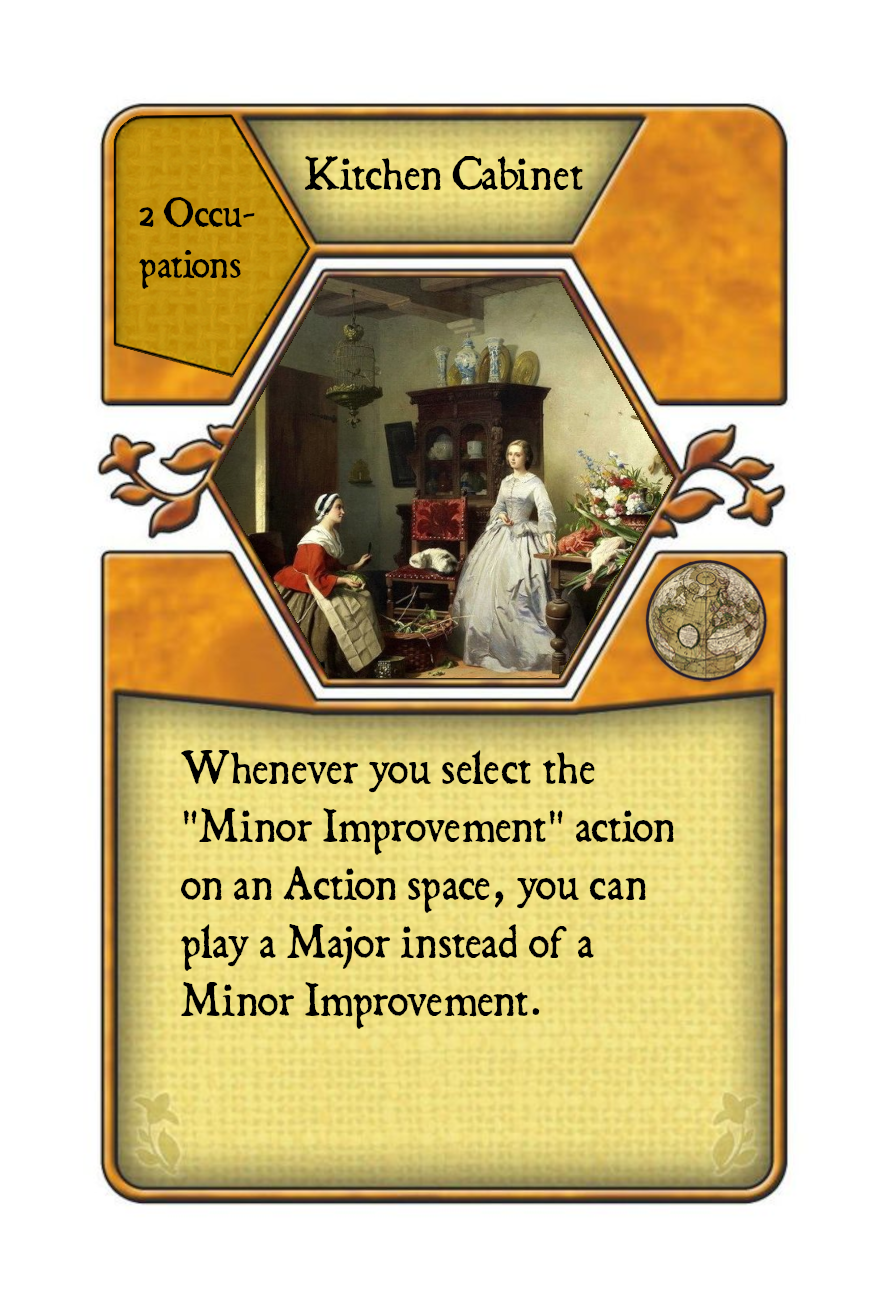 Kitchen Cabinet
2 Occu-
pations
Whenever you select the
"Minor Improvement" action
on an Action space, you can
play a Major instead of a
Minor Improvement.